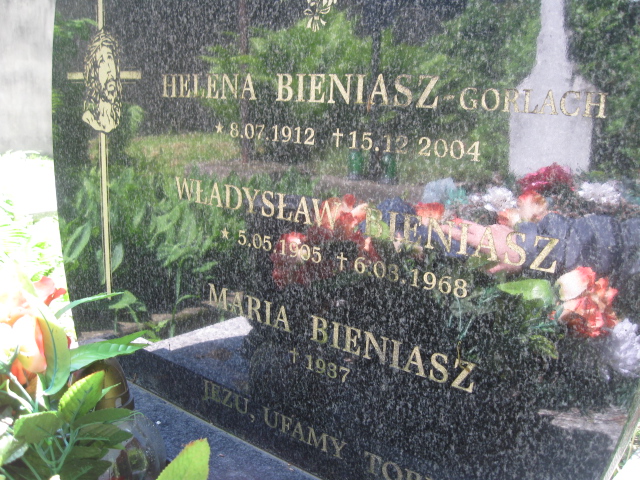 HELENA BIENIASZ-GORLACH
* 8.07.1912 † 15.12.2004
WŁADYSŁAW BIENIASZ
* 5.05.1905 † 6.03.1968
MARIA BIENIASZ
† 1987
JEZU, UFAMY